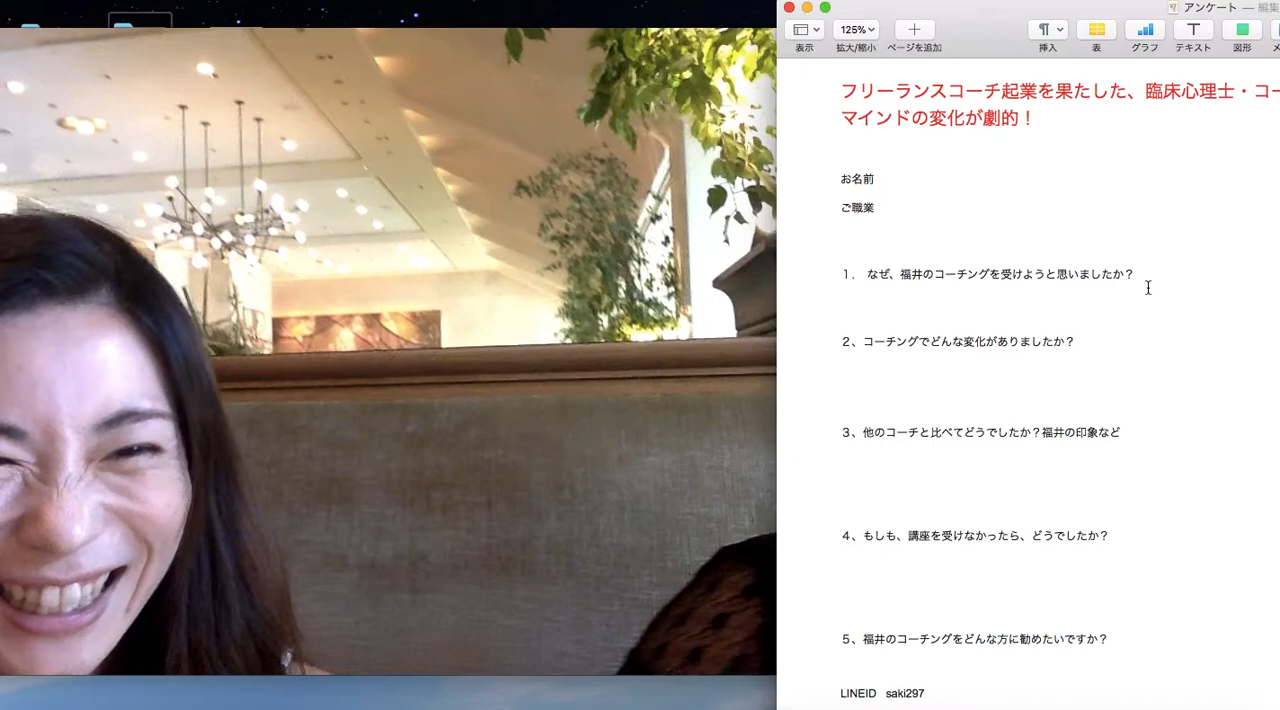 アンケート — 編集
125%
表示
拡大/縮小
ページを追加
挿入
表
グラフ
テキスト
図形
フリーランスコーチ起業を果たした、臨床心理士・コー
マインドの変化が劇的！
お名前
ご職業
１． なぜ、福井のコーチングを受けようと思いましたか？
２、コーチングでどんな変化がありましたか？
３、他のコーチと比べてどうでしたか？福井の印象など
４、もしも、講座を受けなかったら、どうでしたか？
５、福井のコーチングをどんな方に勧めたいですか？
LINEID saki297